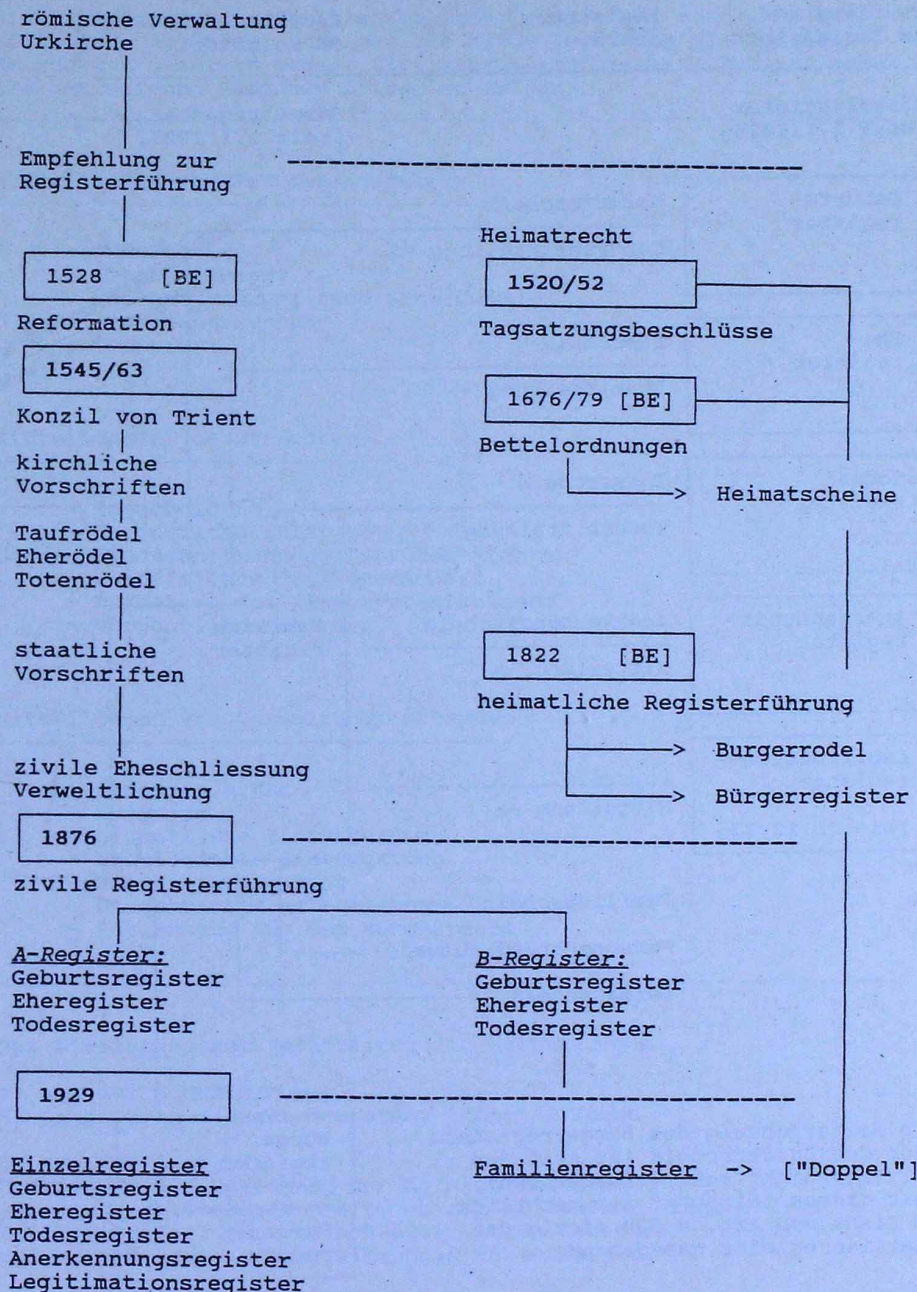 römische Verwaltung
Urkirche
Empfehlung zur
Registerführung
1528 [BE]
Reformation
1545/63
Konzil von Trient
kirchliche
Vorschriften
Taufrödel
Eherödel
Totenrödel
staatliche
Vorschriften
zivile Eheschliessung
Verweltlichung
Heimatrecht
1520/52
Tagsatzungsbeschlüsse
1676/79 [BE]
Bettelordnungen
Heimatscheine
1822 [BE]
heimatliche Registerführung
Burgerrodel
Bürgerregister
1876
zivile Registerführung
A-Register:
Geburtsregister
Eheregister
Todesregister
B-Register:
Geburtsregister
Eheregister
Todesregister
1929
Einzelregister
Geburtsregister
Eheregister
Todesregister
Anerkennungsregister
Legitimationsregister
Familienregister -> ["Doppel"]